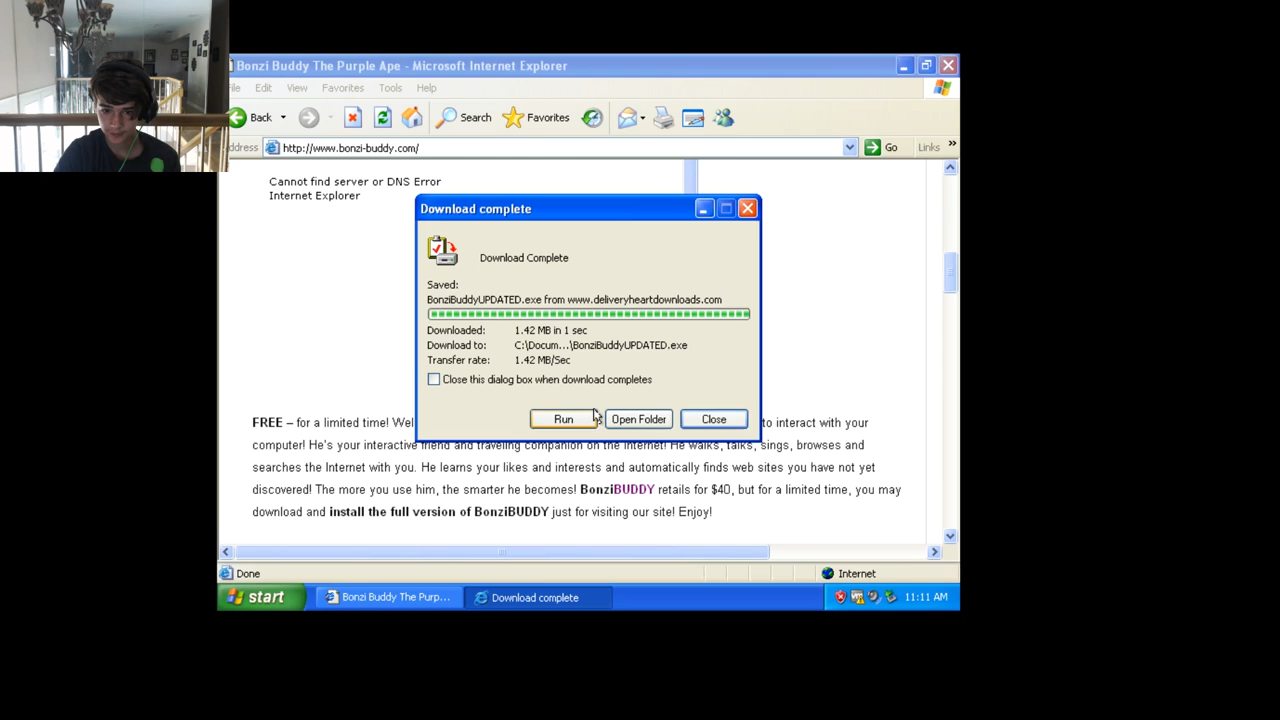 Bonzi Buddy The Purple Ape - Microsoft Internet Explorer
File Edit View Favorites Tools Help
Back Search Favorites
Address http://www.bonzi-buddy.com/ Go Links »
Cannot find server or DNS Error
Internet Explorer
Download complete
Download Complete
Saved:
BonziBuddyUPDATED.exe from www.deliveryheartdownloads.com
Downloaded: 1.42 MB in 1 sec
Download to: C:\Docum...\BonziBuddyUPDATED.exe
Transfer rate: 1.42 MB/Sec
Close this dialog box when download completes
Run Open Folder Close
FREE – for a limited time! Wel to interact with your
computer! He's your interactive friend and traveling companion on the Internet! He walks, talks, sings, browses and
searches the Internet with you. He learns your likes and interests and automatically finds web sites you have not yet
discovered! The more you use him, the smarter he becomes! BonziBUDDY retails for $40, but for a limited time, you may
download and install the full version of BonziBUDDY just for visiting our site! Enjoy!
Done Internet
start Bonzi Buddy The Purp... Download complete 11:11 AM